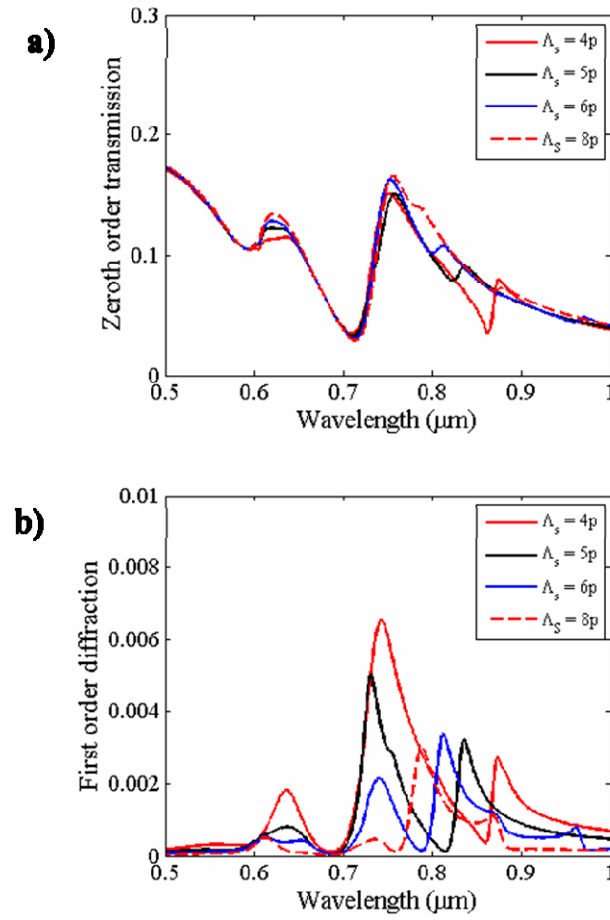 a)
0.3
0.2
0.1
0
Zeroth order transmission
Λs = 4p
Λs = 5p
Λs = 6p
ΛS = 8p
0.5 0.6 0.7 0.8 0.9 1
Wavelength (μm)
b)
0.01
0.008
0.006
0.004
0.002
0
First order diffraction
Λs = 4p
Λs = 5p
Λs = 6p
ΛS = 8p
0.5 0.6 0.7 0.8 0.9 1
Wavelength (μm)